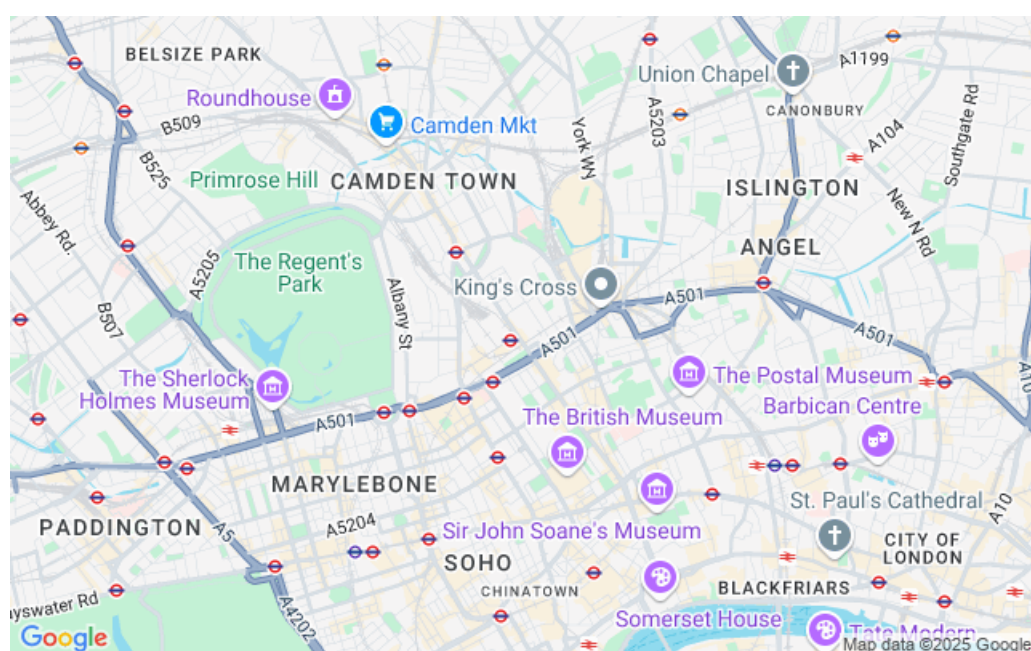 BELSIZE PARK
Union Chapel
A1199
Roundhouse
CANONBURY
B509
Camden Mkt
York Wy
A5203
A104
Southgate Rd
B525
Primrose Hill
CAMDEN TOWN
ISLINGTON
Abbey Rd.
New N Rd
ANGEL
A5205
The Regent's
Park
King's Cross
A501
Albany St
B507
A501
A501
A10
The Sherlock
Holmes Museum
The Postal Museum
A501
The British Museum
Barbican Centre
MARYLEBONE
St. Paul's Cathedral
A10
PADDINGTON
A5
A5204
Sir John Soane's Museum
SOHO
CITY OF
LONDON
CHINATOWN
BLACKFRIARS
ayswater Rd
A4202
Somerset House
Google
Tate Modern
Map data ©2025 Google